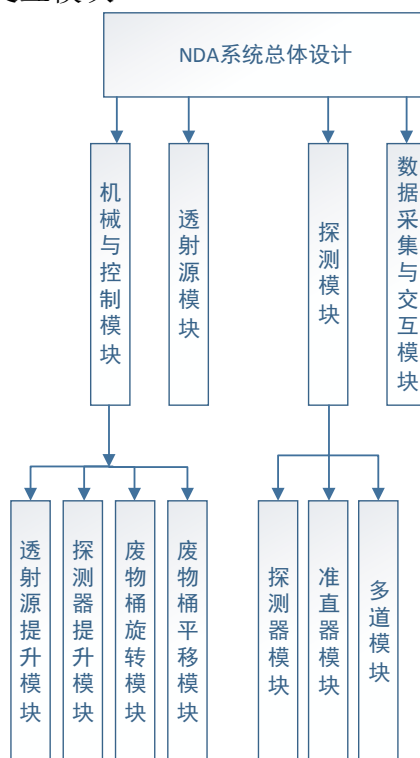 NDA系统总体设计
机械与控制模块
透射源模块
探测模块
数据采集与交互模块
透射源提升模块
探测器提升模块
废物桶旋转模块
废物桶平移模块
探测器模块
准直器模块
多道模块